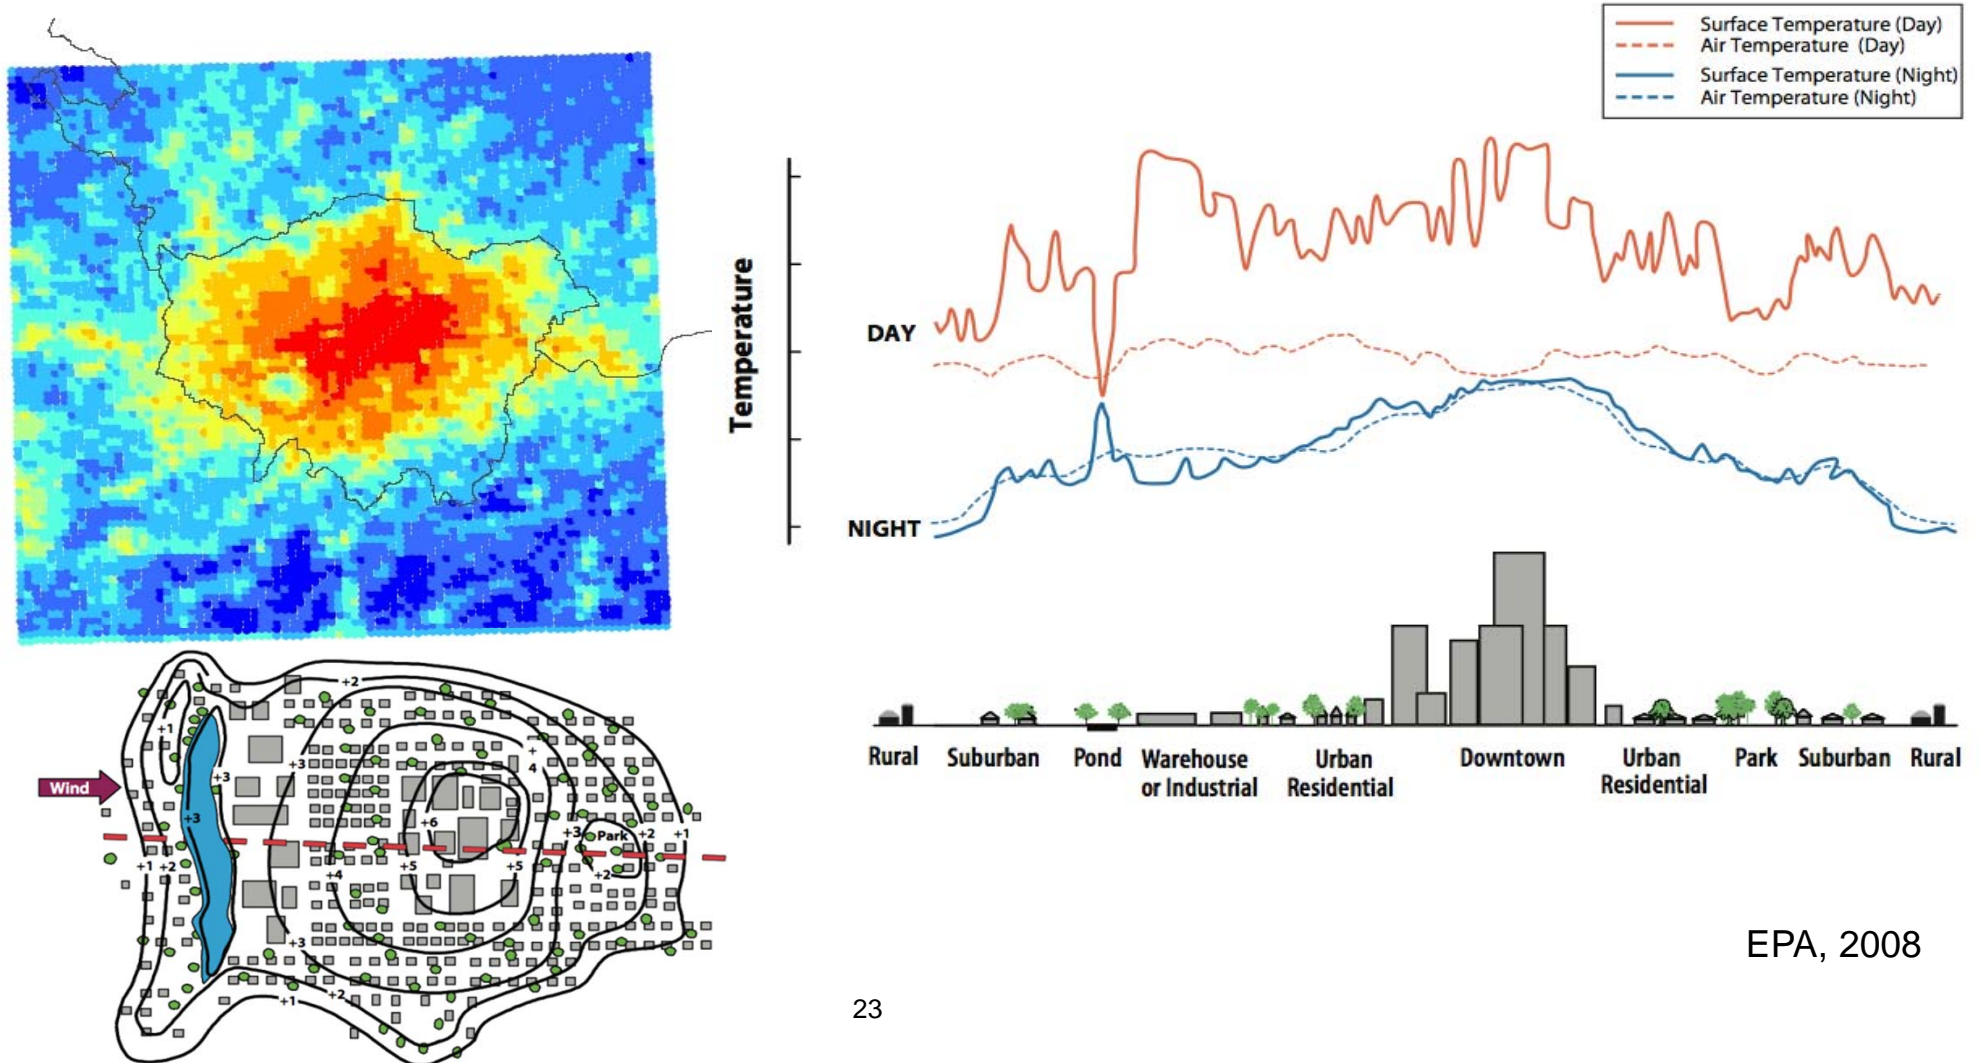 Surface Temperature (Day)
Air Temperature (Day)
Surface Temperature (Night)
Air Temperature (Night)
Temperature
DAY
NIGHT
Rural
Suburban
Pond
Warehouse
or Industrial
Urban
Residential
Downtown
Urban
Residential
Park
Suburban
Rural
+2
+1
+3
+3
+
4
Wind
+3
+6
+3
Park
+2
+1
+1
+2
+4
+5
+5
+2
+3
+2
+1
EPA, 2008
23